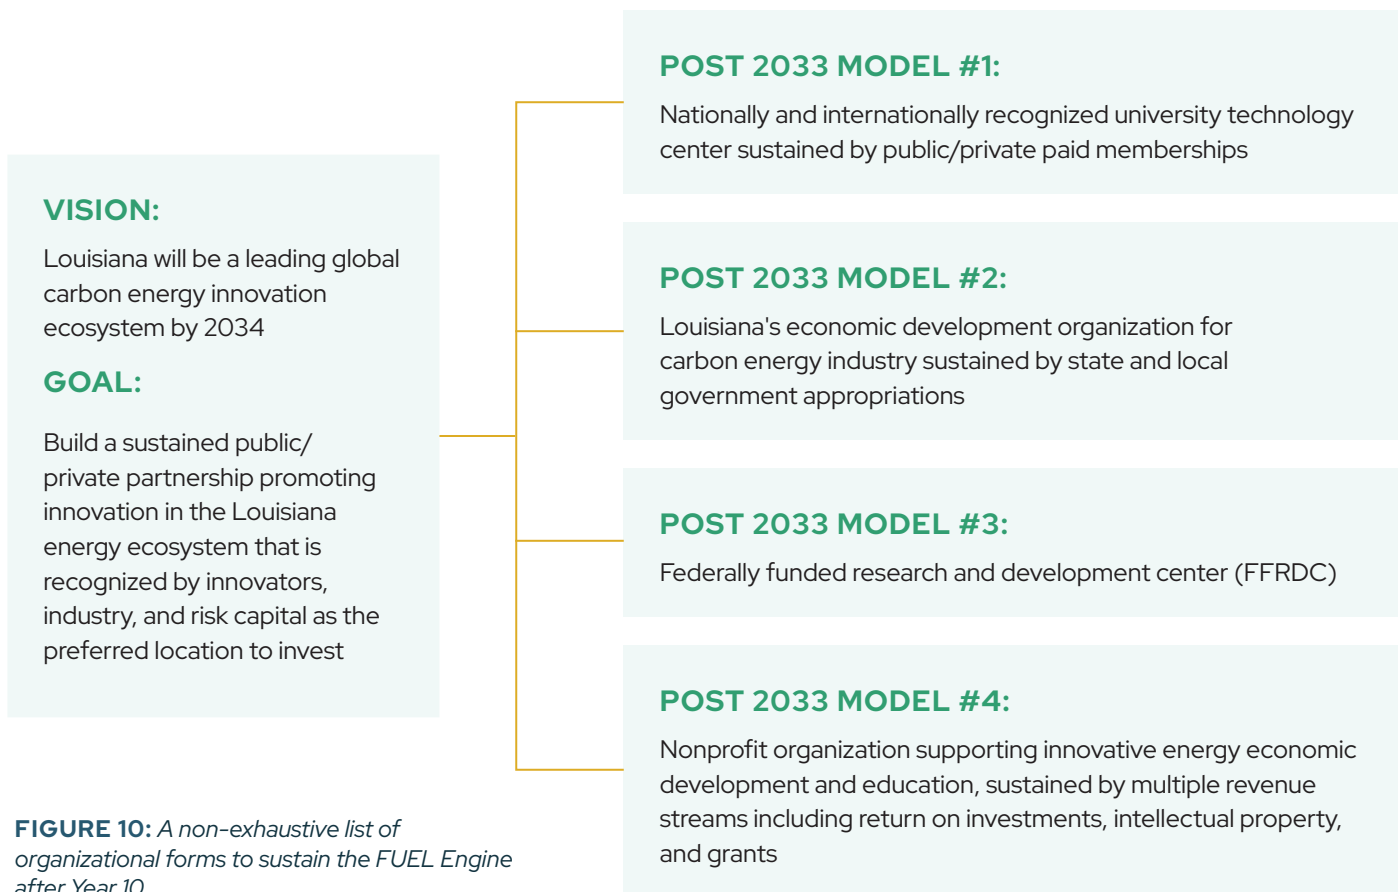 VISION:
Louisiana will be a leading global
carbon energy innovation
ecosystem by 2034
GOAL:
Build a sustained public/
private partnership promoting
innovation in the Louisiana
energy ecosystem that is
recognized by innovators,
industry, and risk capital as the
preferred location to invest
POST 2033 MODEL #1:
Nationally and internationally recognized university technology
center sustained by public/private paid memberships
POST 2033 MODEL #2:
Louisiana's economic development organization for
carbon energy industry sustained by state and local
government appropriations
POST 2033 MODEL #3:
Federally funded research and development center (FFRDC)
POST 2033 MODEL #4:
Nonprofit organization supporting innovative energy economic
development and education, sustained by multiple revenue
streams including return on investments, intellectual property,
and grants
FIGURE 10: A non-exhaustive list of
organizational forms to sustain the FUEL Engine
after Year 10